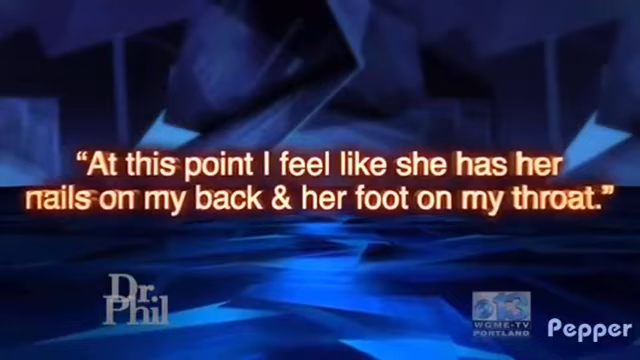 “At this point I feel like she has her
nails on my back & her foot on my throat.”
Dr.
Phil
13
WGME-TV
PORTLAND
Pepper